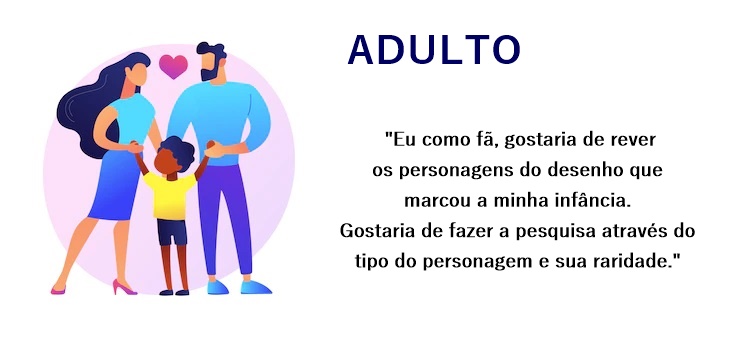 ADULTO
"Eu como fã, gostaria de rever
os personagens do desenho que
marcou a minha infância.
Gostaria de fazer a pesquisa através do
tipo do personagem e sua raridade."